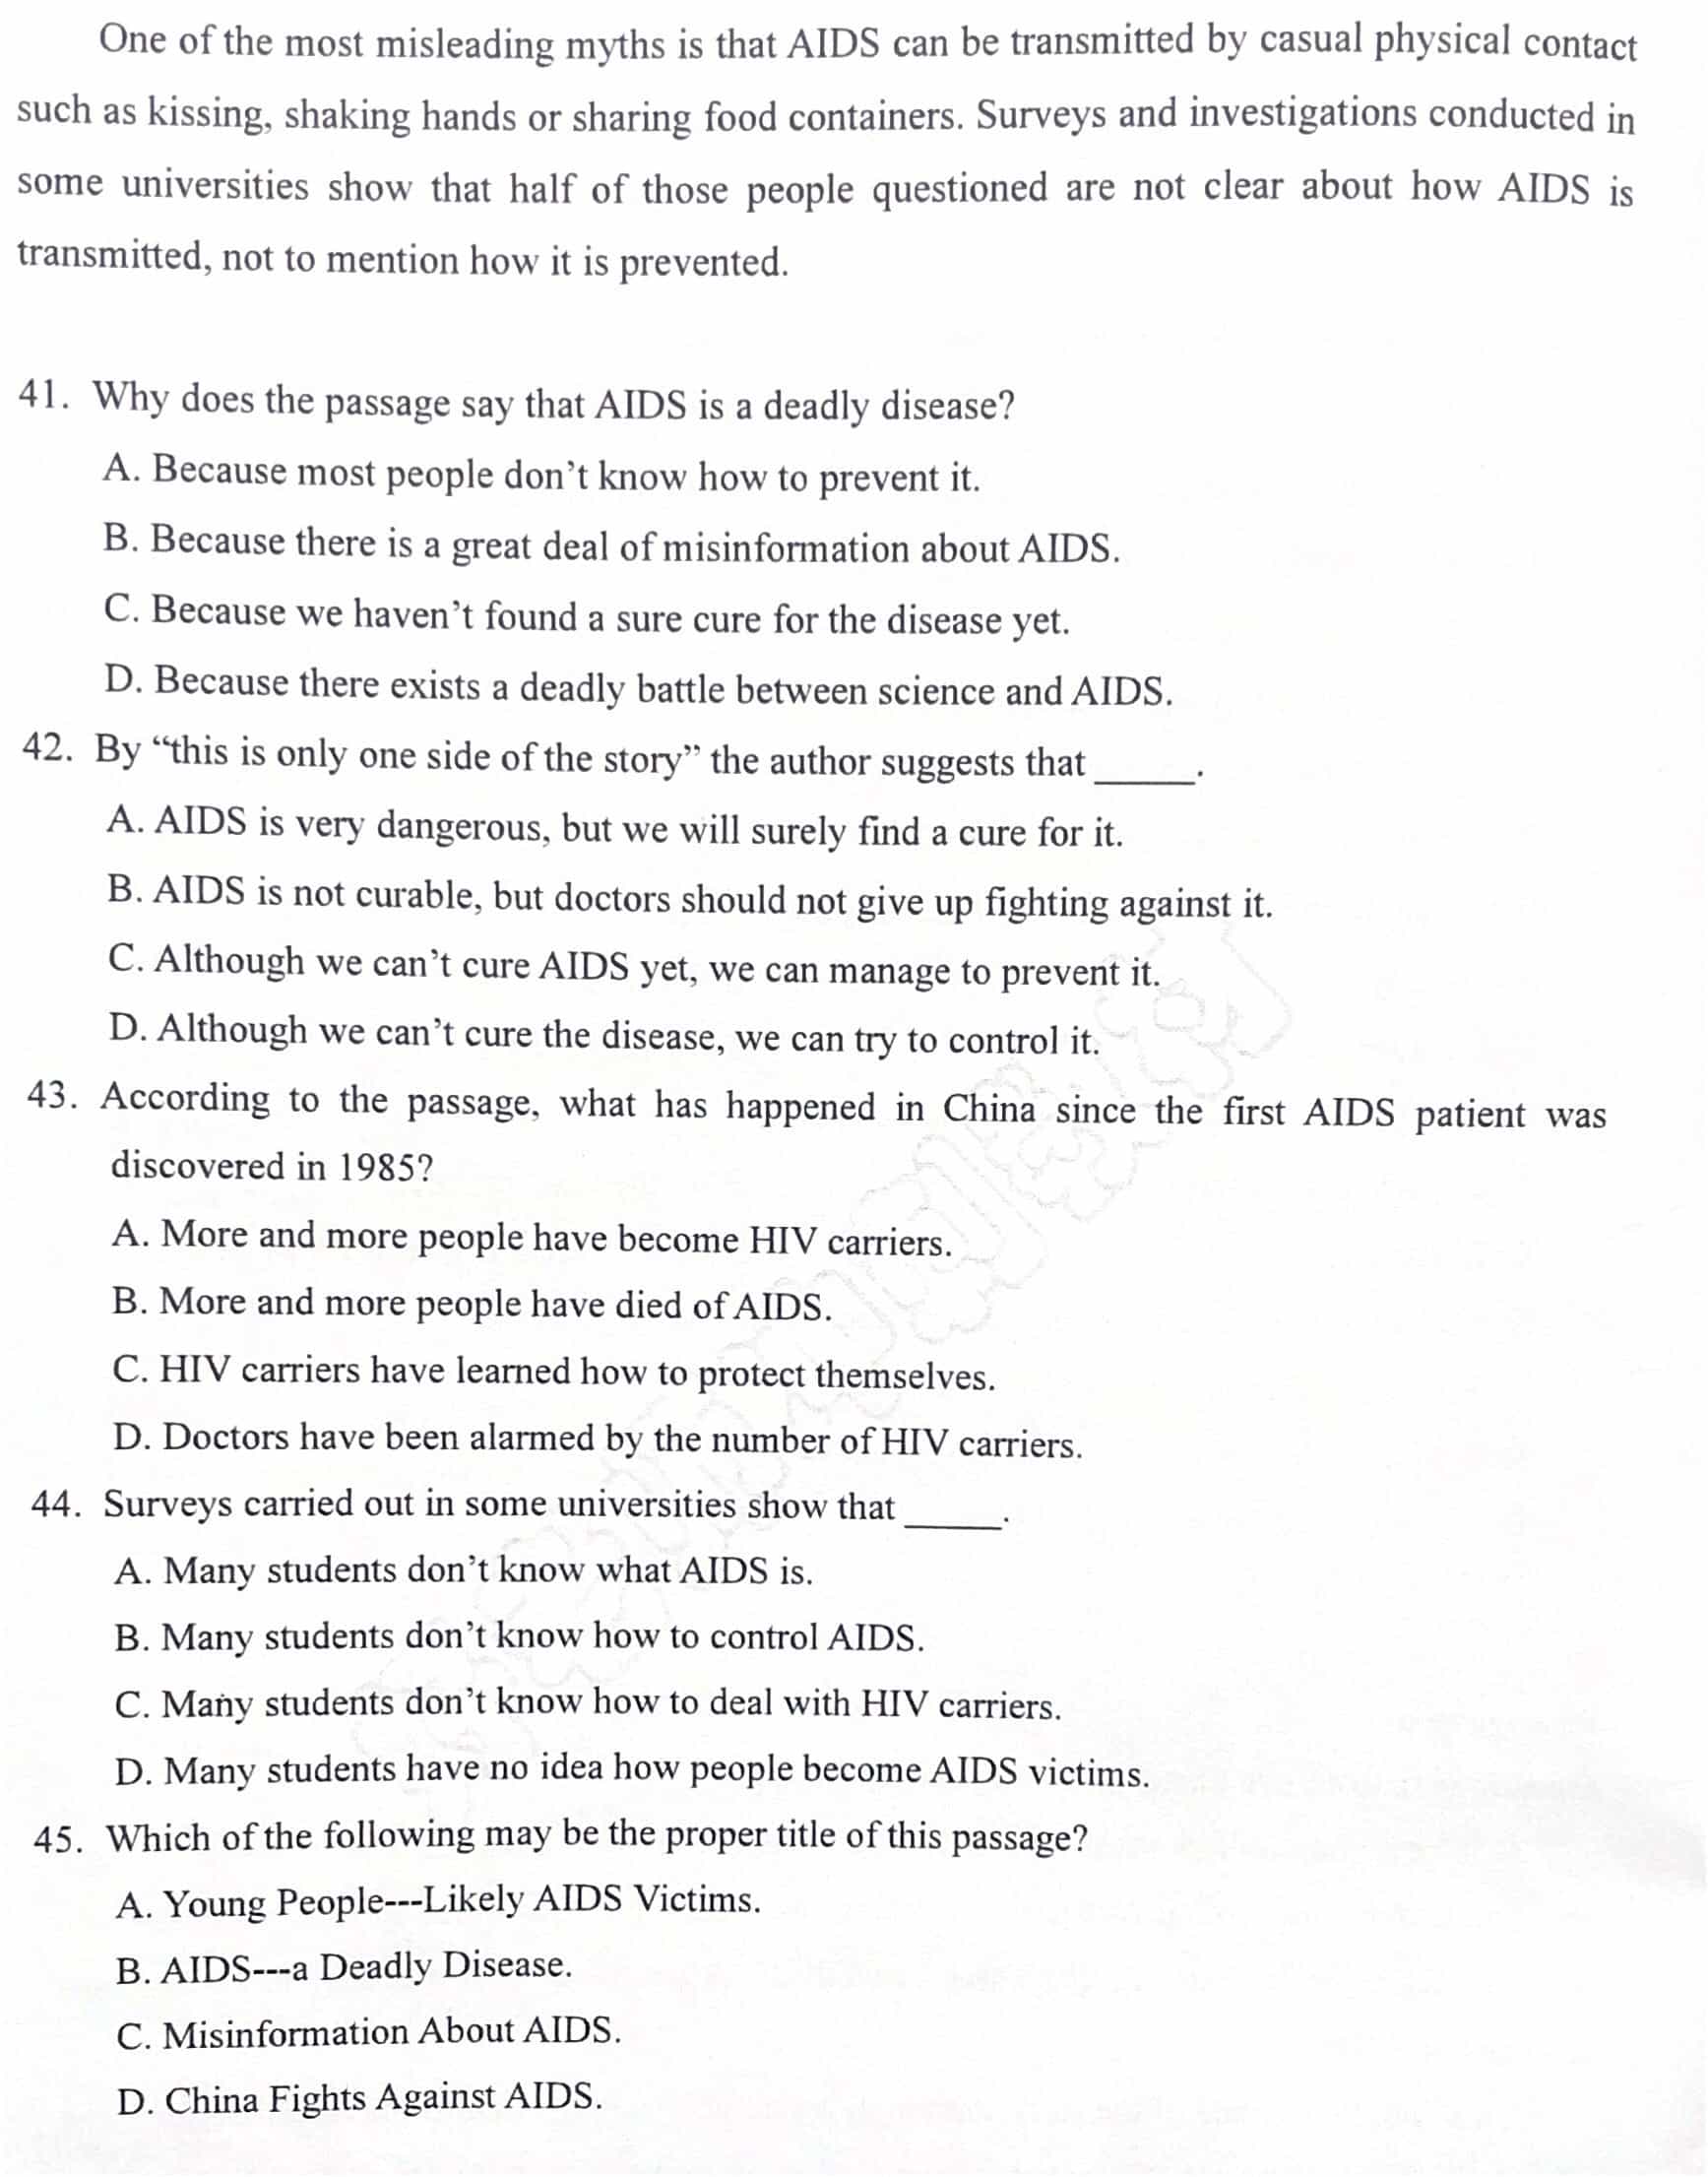 One of the most misleading myths is that AIDS can be transmitted by casual physical contact
such as kissing, shaking hands or sharing food containers. Surveys and investigations conducted in
some universities show that half of those people questioned are not clear about how AIDS is
transmitted, not to mention how it is prevented.
41. Why does the passage say that AIDS is a deadly disease?
A. Because most people don't know how to prevent it.
B. Because there is a great deal of misinformation about AIDS.
C. Because we haven't found a sure cure for the disease yet.
D. Because there exists a deadly battle between science and AIDS.
42. By “this is only one side of the story” the author suggests that _____.
A. AIDS is very dangerous, but we will surely find a cure for it.
B. AIDS is not curable, but doctors should not give up fighting against it.
C. Although we can't cure AIDS yet, we can manage to prevent it.
D. Although we can't cure the disease, we can try to control it.
43. According to the passage, what has happened in China since the first AIDS patient was
discovered in 1985?
A. More and more people have become HIV carriers.
B. More and more people have died of AIDS.
C. HIV carriers have learned how to protect themselves.
D. Doctors have been alarmed by the number of HIV carriers.
44. Surveys carried out in some universities show that _____.
A. Many students don't know what AIDS is.
B. Many students don't know how to control AIDS.
C. Many students don't know how to deal with HIV carriers.
D. Many students have no idea how people become AIDS victims.
45. Which of the following may be the proper title of this passage?
A. Young People---Likely AIDS Victims.
B. AIDS---a Deadly Disease.
C. Misinformation About AIDS.
D. China Fights Against AIDS.